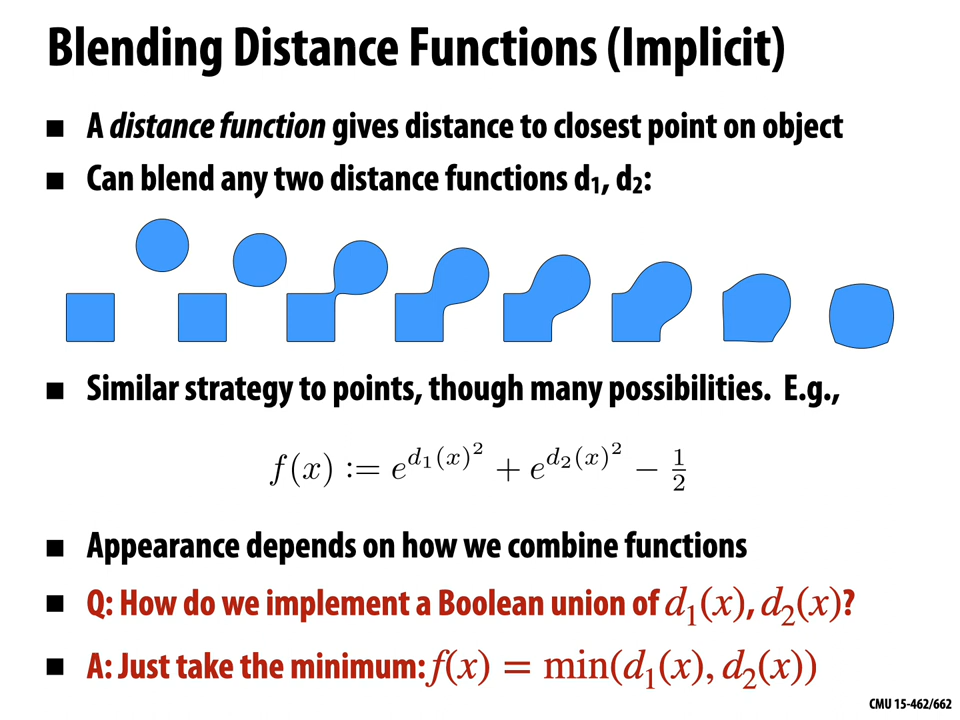 Blending Distance Functions (Implicit)
■ A distance function gives distance to closest point on object
■ Can blend any two distance functions d₁, d₂:
■ Similar strategy to points, though many possibilities. E.g.,
f(x) := e^{d₁(x)²} + e^{d₂(x)²} − ½
■ Appearance depends on how we combine functions
■ Q: How do we implement a Boolean union of d₁(x), d₂(x)?
■ A: Just take the minimum: f(x) = min(d₁(x), d₂(x))
CMU 15-462/662